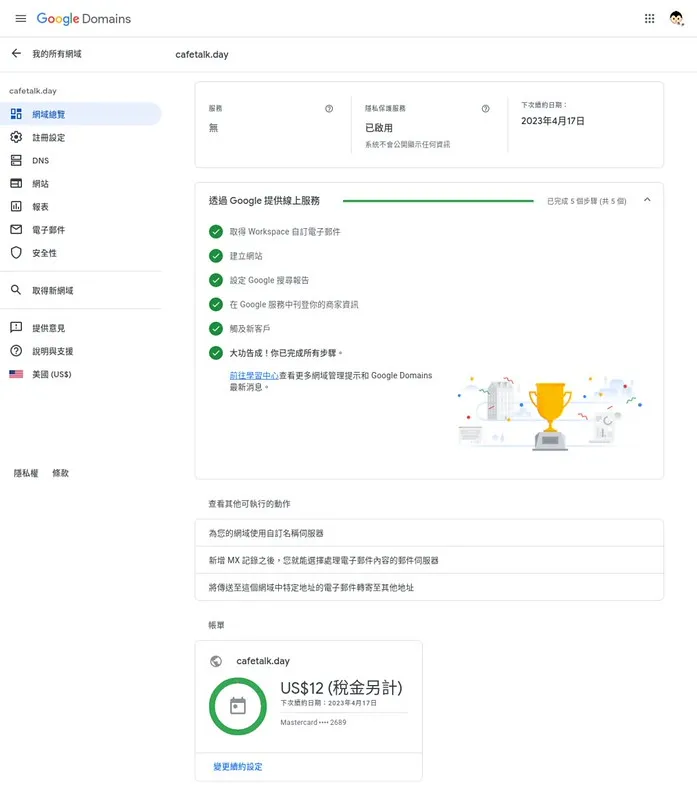 Google Domains
我的所有網域
cafetalk.day
cafetalk.day
網域總覽
註冊設定
DNS
網站
報表
電子郵件
安全性
取得新網域
提供意見
說明與支援
美國 (US$)
隱私權 條款
服務
無
隱私保護服務
已啟用
系統不會公開顯示任何資訊
下次續約日期：
2023年4月17日
透過 Google 提供線上服務
已完成 5 個步驟 (共 5 個)
取得 Workspace 自訂電子郵件
建立網站
設定 Google 搜尋報告
在 Google 服務中刊登你的商家資訊
觸及新客戶
大功告成！你已完成所有步驟。
前往學習中心查看更多網域管理提示和 Google Domains
最新消息。
查看其他可執行的動作
為您的網域使用自訂名稱伺服器
新增 MX 記錄之後，您就能選擇處理電子郵件內容的郵件伺服器
將傳送至這個網域中特定地址的電子郵件轉寄至其他地址
帳單
cafetalk.day
US$12 (稅金另計)
下次續約日期：2023年4月17日
Mastercard •••• 2689
變更續約設定